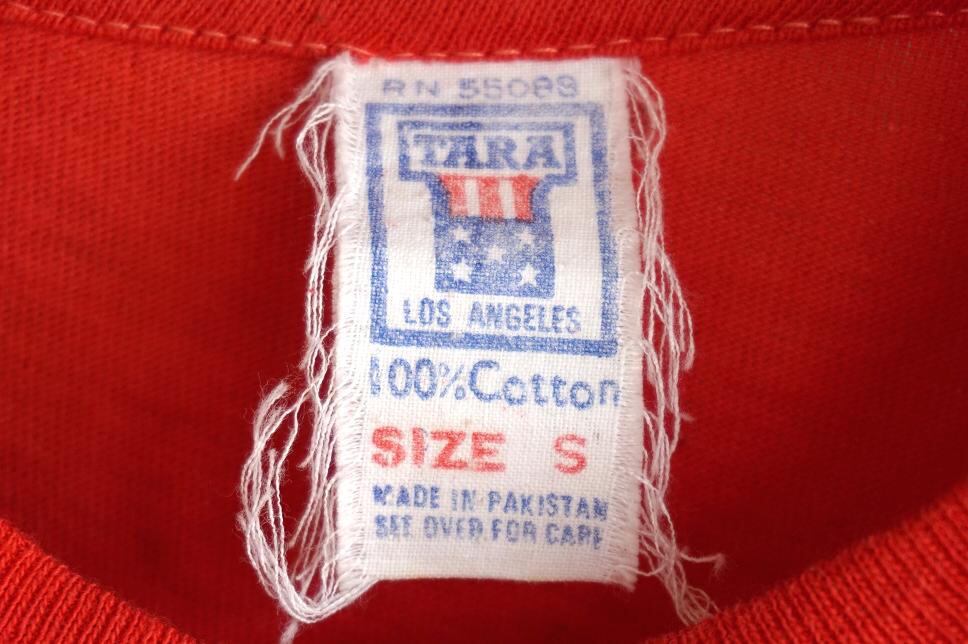 RN 55089
TARA
LOS ANGELES
100% Cotton
SIZE S
MADE IN PAKISTAN
SEE OVER FOR CARE